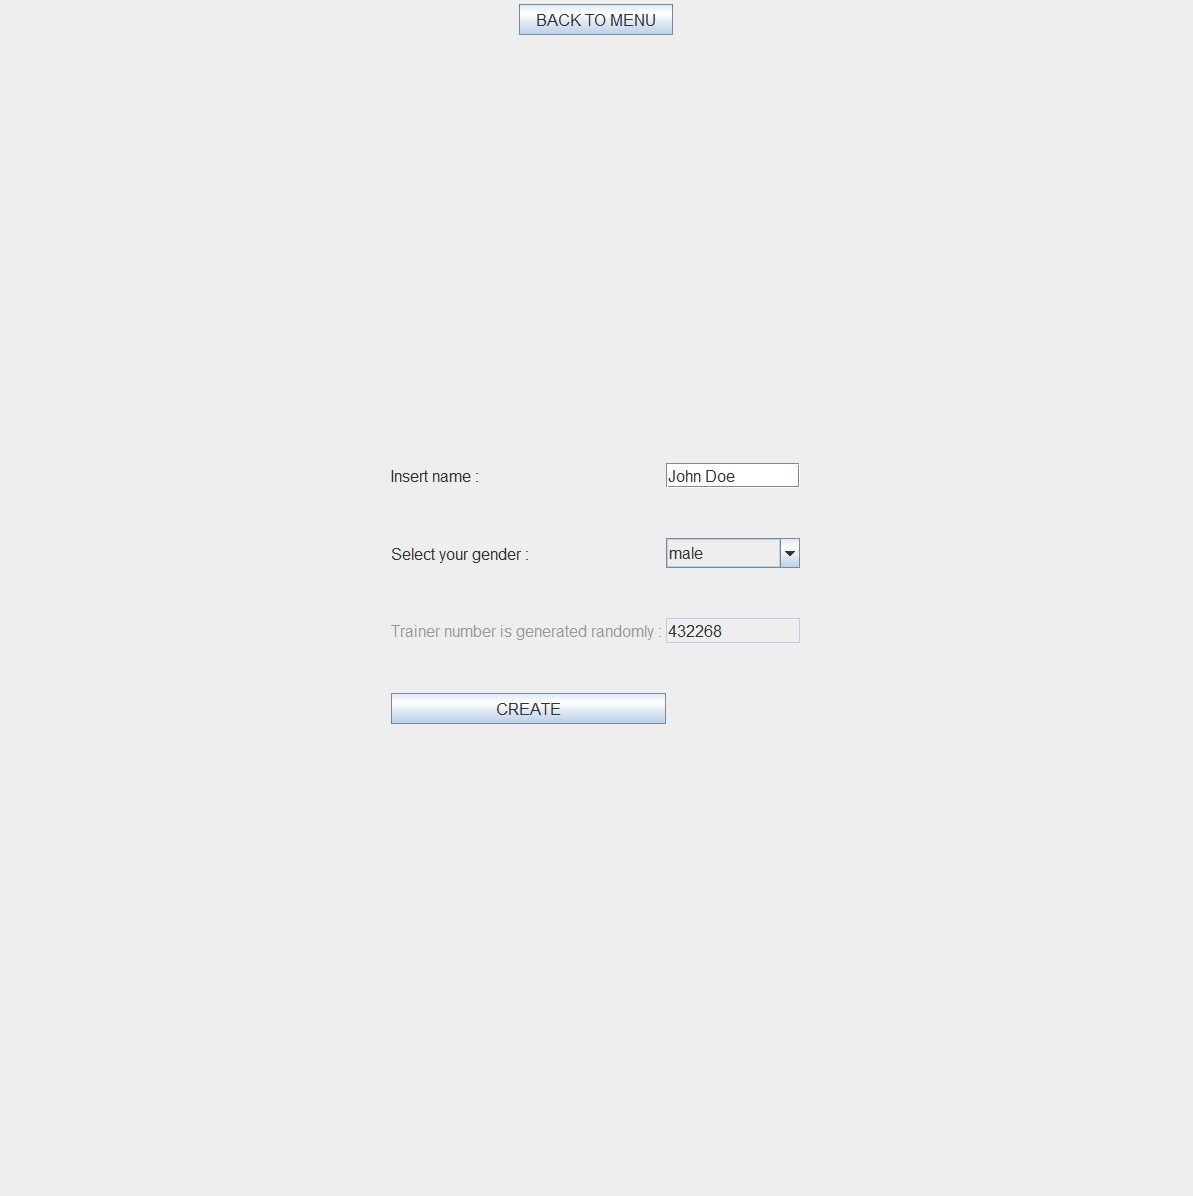 BACK TO MENU
Insert name : John Doe
Select your gender : male
Trainer number is generated randomly : 432268
CREATE